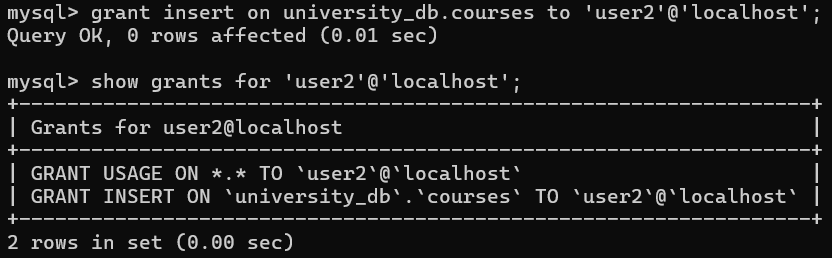 mysql> grant insert on university_db.courses to 'user2'@'localhost';
Query OK, 0 rows affected (0.01 sec)

mysql> show grants for 'user2'@'localhost';
+------------------------------------------------------------------+
| Grants for user2@localhost                                       |
+------------------------------------------------------------------+
| GRANT USAGE ON *.* TO `user2`@`localhost`                        |
| GRANT INSERT ON `university_db`.`courses` TO `user2`@`localhost` |
+------------------------------------------------------------------+
2 rows in set (0.00 sec)